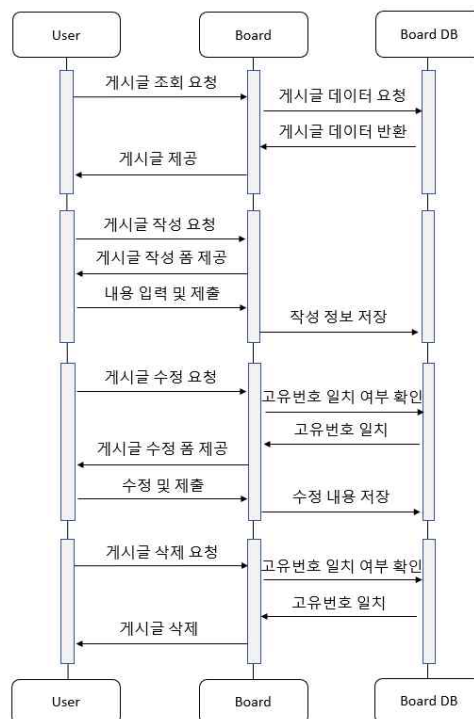 User
Board
Board DB
게시글 조회 요청
게시글 데이터 요청
게시글 데이터 반환
게시글 제공
게시글 작성 요청
게시글 작성 폼 제공
내용 입력 및 제출
작성 정보 저장
게시글 수정 요청
고유번호 일치 여부 확인
고유번호 일치
게시글 수정 폼 제공
수정 및 제출
수정 내용 저장
게시글 삭제 요청
고유번호 일치 여부 확인
고유번호 일치
게시글 삭제
User
Board
Board DB